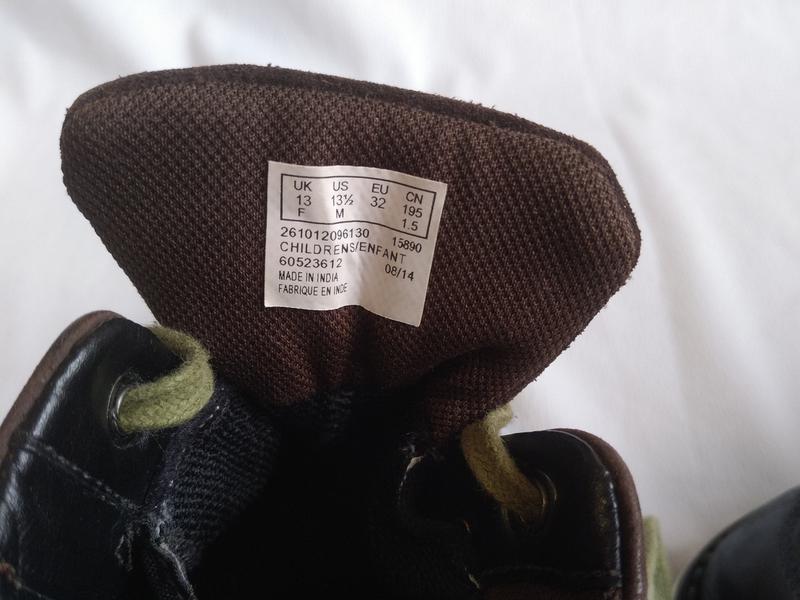 UK US EU CN
13 13½ 32 195
F M 1.5
261012096130 15890
CHILDRENS/ENFANT
60523612 08/14
MADE IN INDIA
FABRIQUE EN INDE